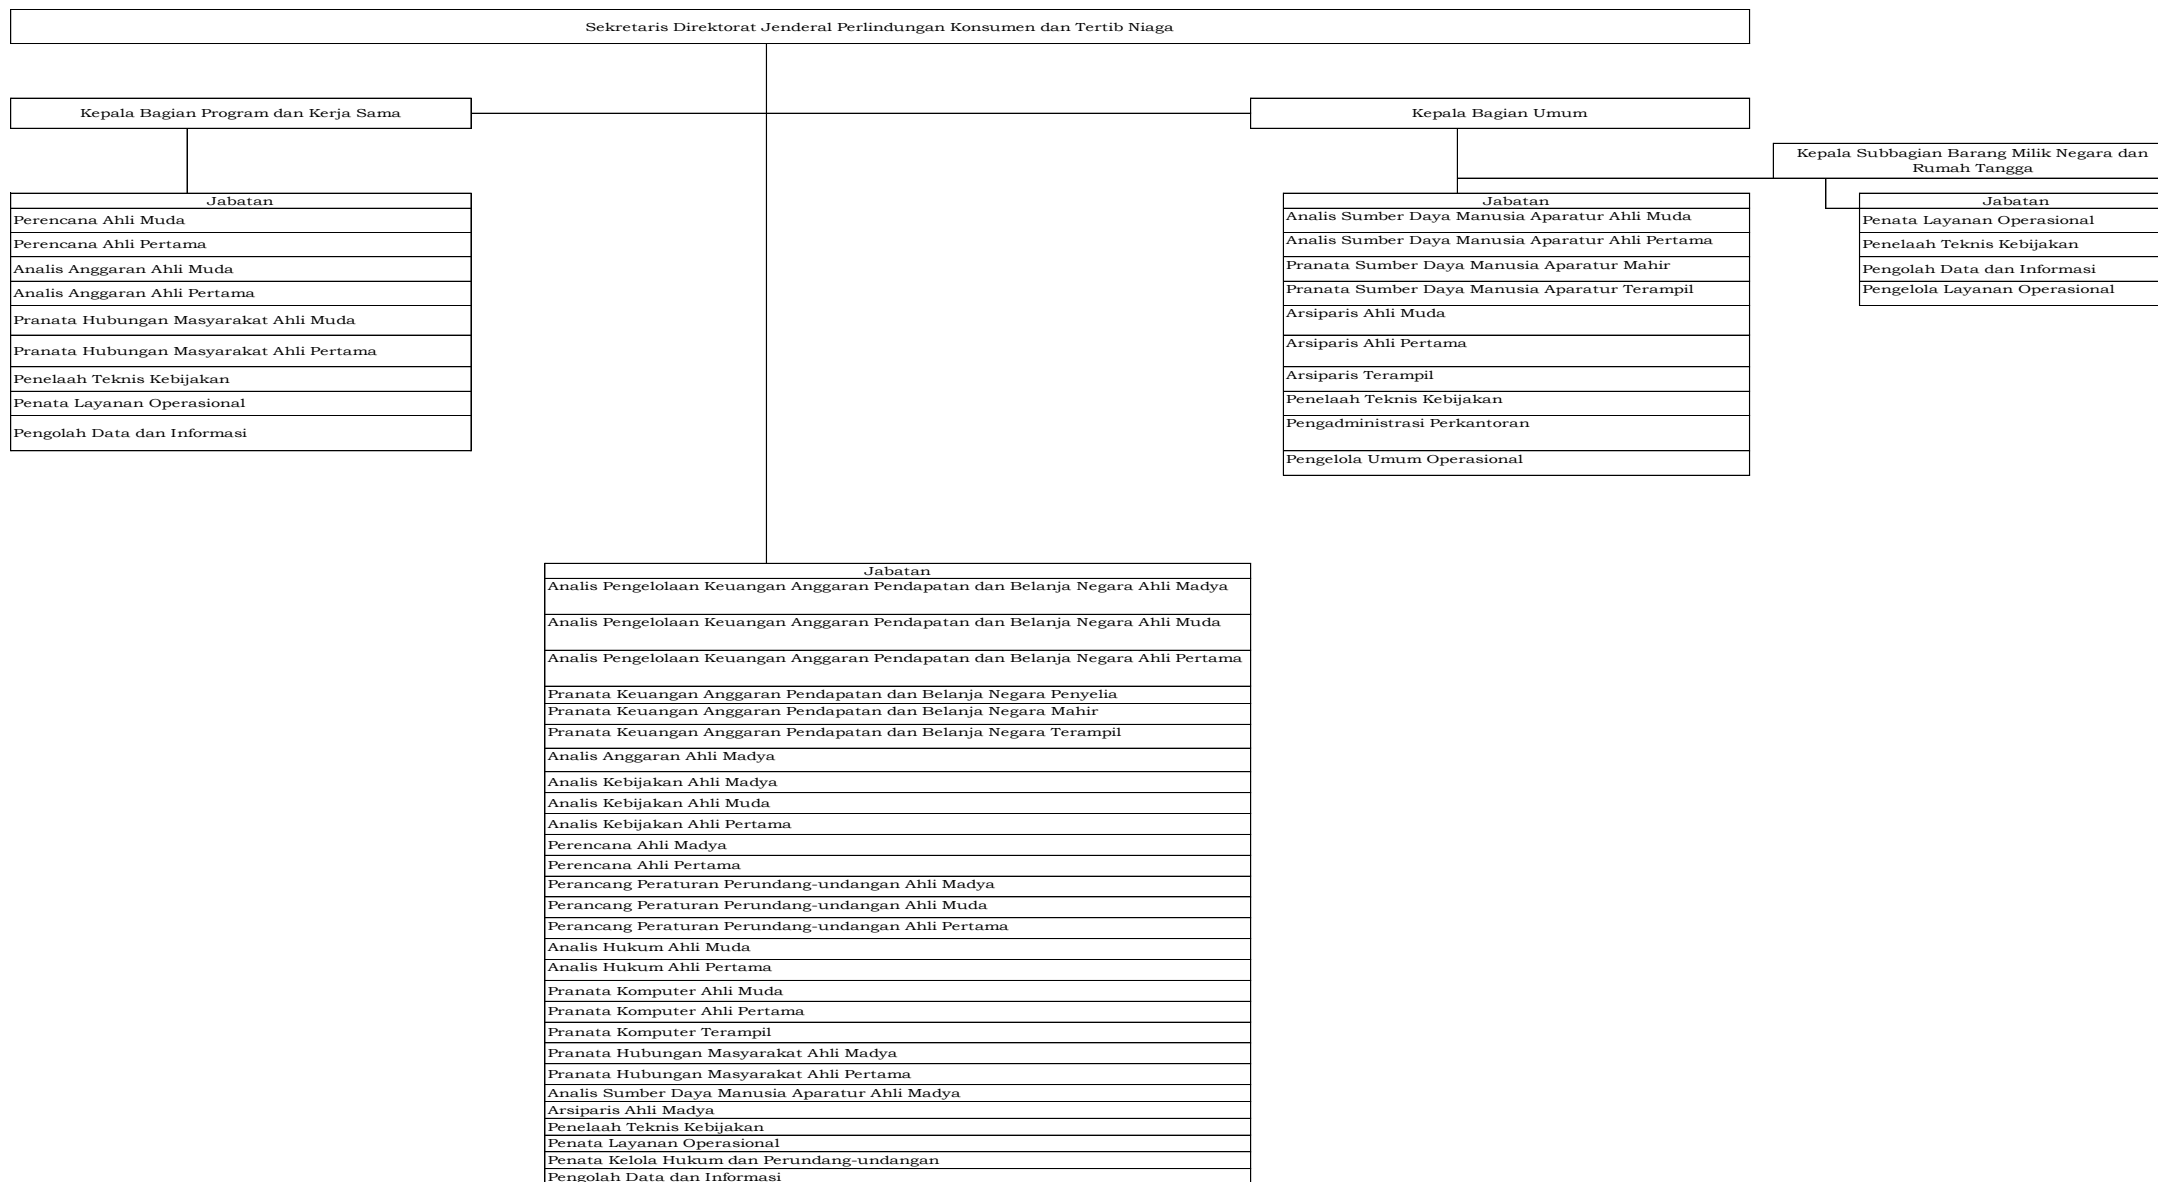 Sekretaris Direktorat Jenderal Perlindungan Konsumen dan Tertib Niaga
Kepala Bagian Program dan Kerja Sama
Kepala Bagian Umum
Kepala Subbagian Barang Milik Negara dan
Rumah Tangga
Jabatan
Perencana Ahli Muda
Perencana Ahli Pertama
Analis Anggaran Ahli Muda
Analis Anggaran Ahli Pertama
Pranata Hubungan Masyarakat Ahli Muda
Pranata Hubungan Masyarakat Ahli Pertama
Penelaah Teknis Kebijakan
Penata Layanan Operasional
Pengolah Data dan Informasi
Jabatan
Analis Sumber Daya Manusia Aparatur Ahli Muda
Analis Sumber Daya Manusia Aparatur Ahli Pertama
Pranata Sumber Daya Manusia Aparatur Mahir
Pranata Sumber Daya Manusia Aparatur Terampil
Arsiparis Ahli Muda
Arsiparis Ahli Pertama
Arsiparis Terampil
Penelaah Teknis Kebijakan
Pengadministrasi Perkantoran
Pengelola Umum Operasional
Jabatan
Penata Layanan Operasional
Penelaah Teknis Kebijakan
Pengolah Data dan Informasi
Pengelola Layanan Operasional
Jabatan
Analis Pengelolaan Keuangan Anggaran Pendapatan dan Belanja Negara Ahli Madya
Analis Pengelolaan Keuangan Anggaran Pendapatan dan Belanja Negara Ahli Muda
Analis Pengelolaan Keuangan Anggaran Pendapatan dan Belanja Negara Ahli Pertama
Pranata Keuangan Anggaran Pendapatan dan Belanja Negara Penyelia
Pranata Keuangan Anggaran Pendapatan dan Belanja Negara Mahir
Pranata Keuangan Anggaran Pendapatan dan Belanja Negara Terampil
Analis Anggaran Ahli Madya
Analis Kebijakan Ahli Madya
Analis Kebijakan Ahli Muda
Analis Kebijakan Ahli Pertama
Perencana Ahli Madya
Perencana Ahli Pertama
Perancang Peraturan Perundang-undangan Ahli Madya
Perancang Peraturan Perundang-undangan Ahli Muda
Perancang Peraturan Perundang-undangan Ahli Pertama
Analis Hukum Ahli Muda
Analis Hukum Ahli Pertama
Pranata Komputer Ahli Muda
Pranata Komputer Ahli Pertama
Pranata Komputer Terampil
Pranata Hubungan Masyarakat Ahli Madya
Pranata Hubungan Masyarakat Ahli Pertama
Analis Sumber Daya Manusia Aparatur Ahli Madya
Arsiparis Ahli Madya
Penelaah Teknis Kebijakan
Penata Layanan Operasional
Penata Kelola Hukum dan Perundang-undangan
Pengolah Data dan Informasi